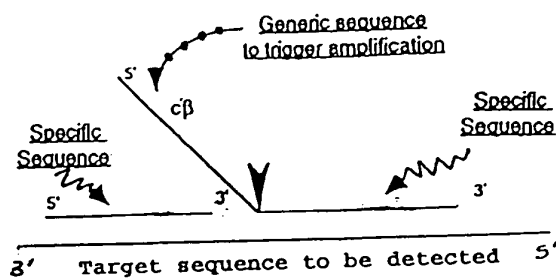 Generic sequence
to trigger amplification
5'
c'β
Specific
Sequence
Specific
Sequence
5'
3'
3'
3' Target sequence to be detected 5'